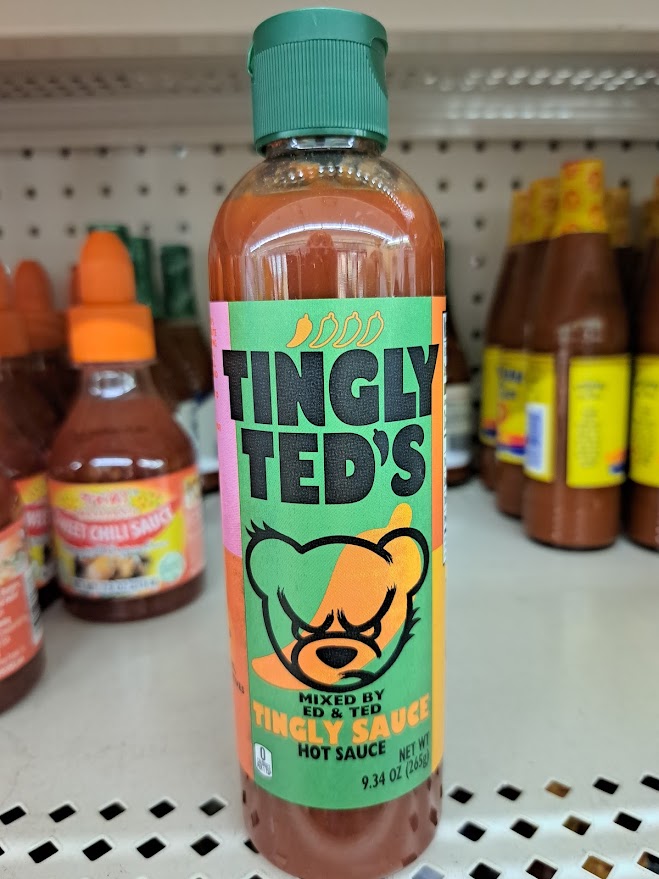 TINGLY
TED'S
MIXED BY
ED & TED
TINGLY SAUCE
HOT SAUCE
NET WT
9.34 OZ (265g)
0
SWEET CHILI SAUCE